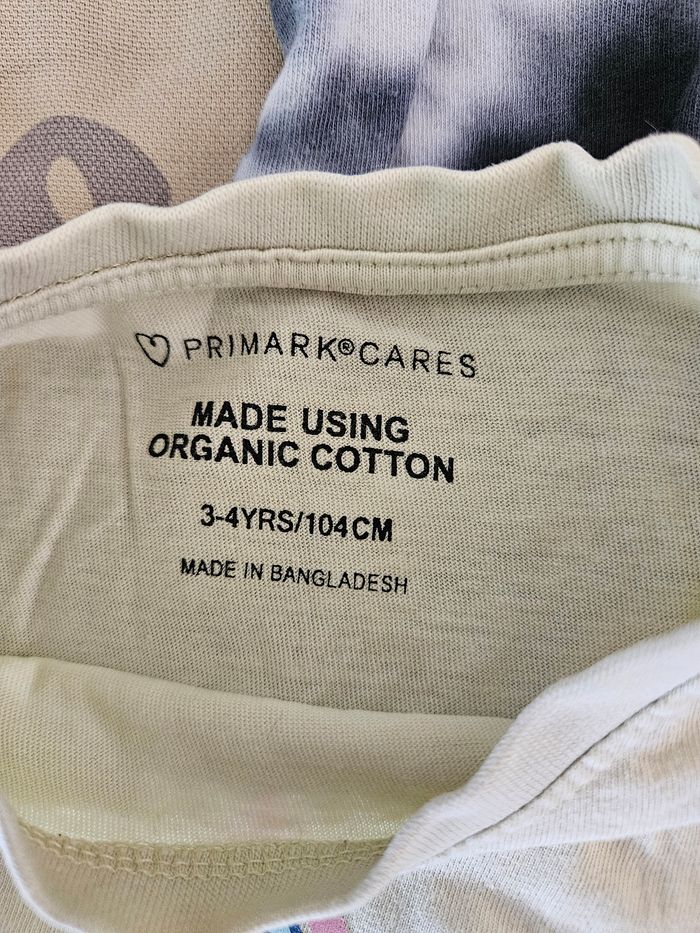 PRIMARK®CARES
MADE USING
ORGANIC COTTON
3-4YRS/104CM
MADE IN BANGLADESH